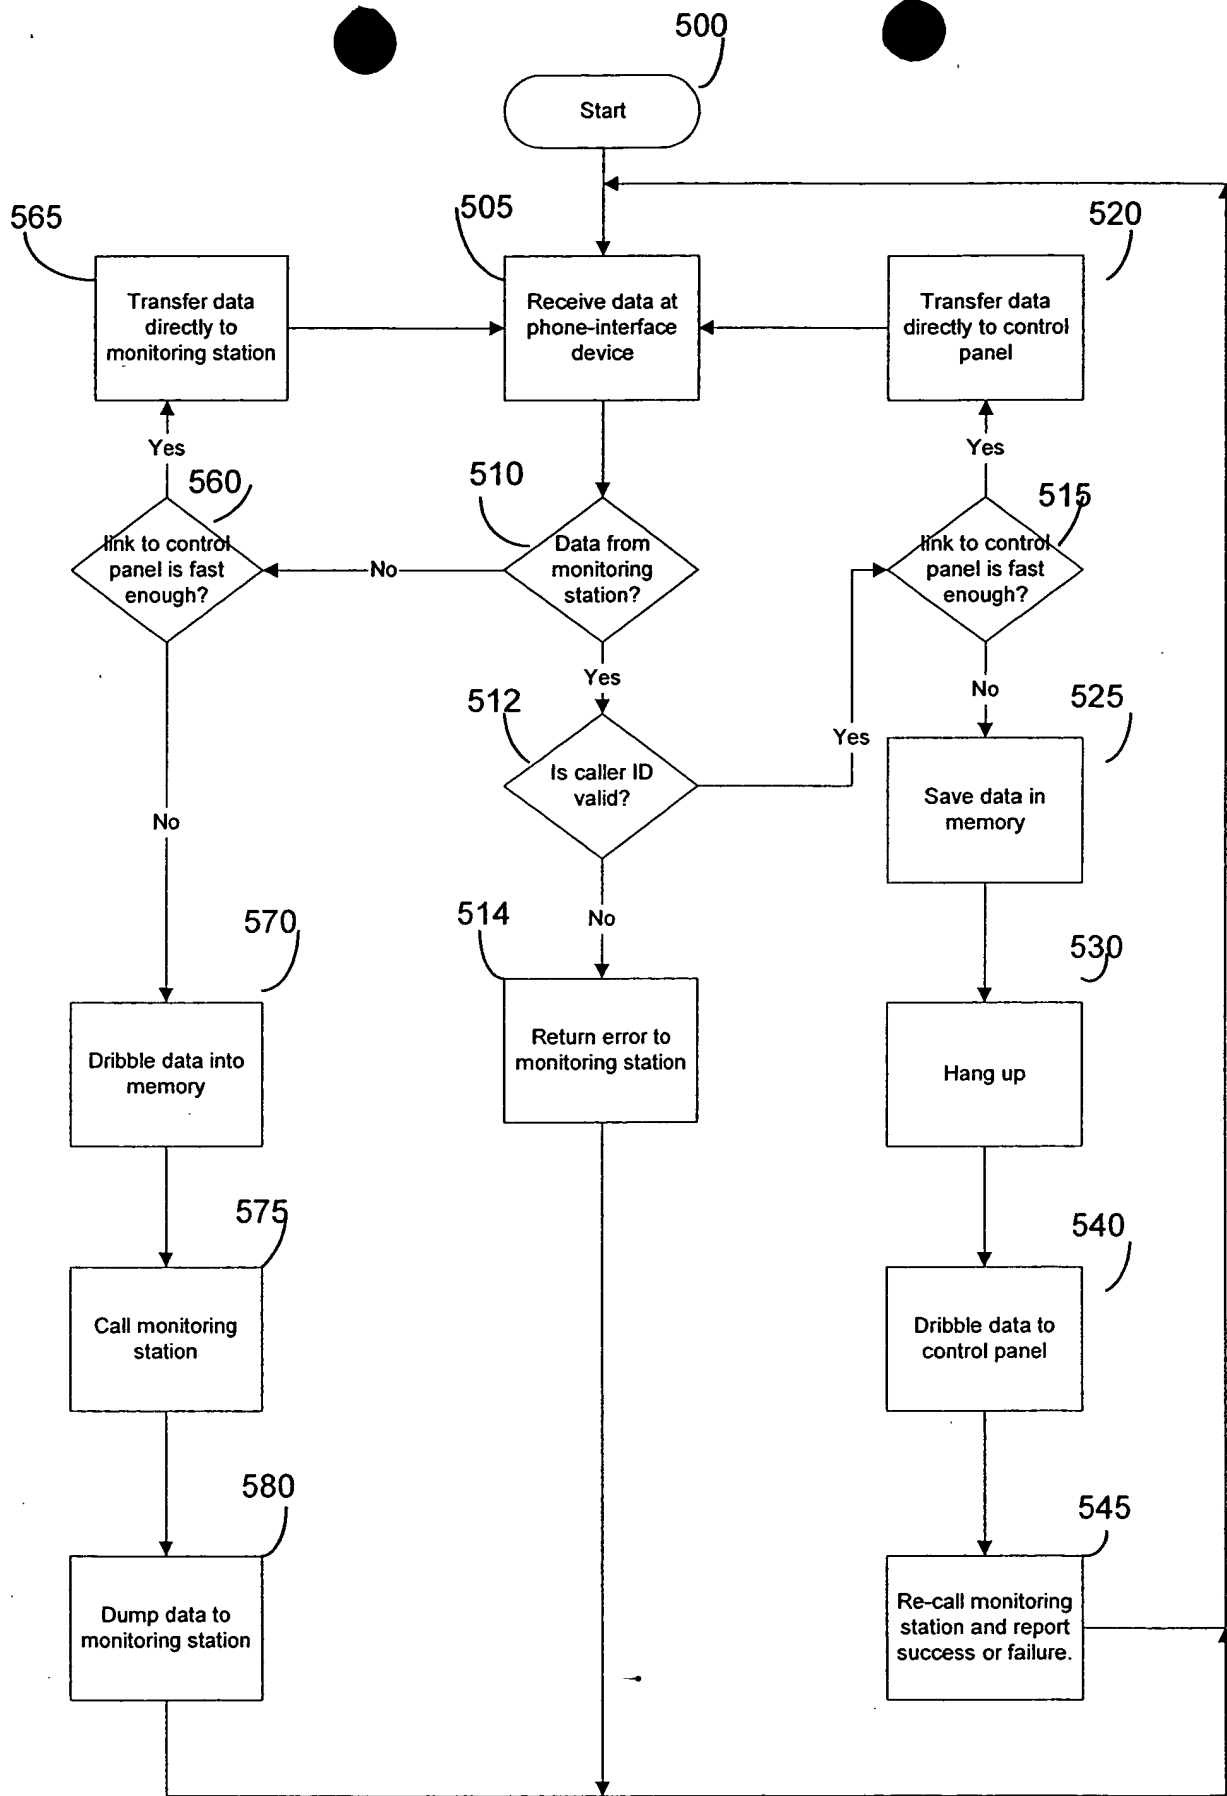 500
Start
565
505
520
Transfer data
directly to
monitoring station
Receive data at
phone-interface
device
Transfer data
directly to control
panel
Yes
Yes
560
510
515
link to control
panel is fast
enough?
No
Data from
monitoring
station?
link to control
panel is fast
enough?
Yes
No
512
525
Is caller ID
valid?
Yes
Save data in
memory
No
570
514
No
530
Dribble data into
memory
Return error to
monitoring station
Hang up
575
540
Call monitoring
station
Dribble data to
control panel
580
545
Dump data to
monitoring station
Re-call monitoring
station and report
success or failure.